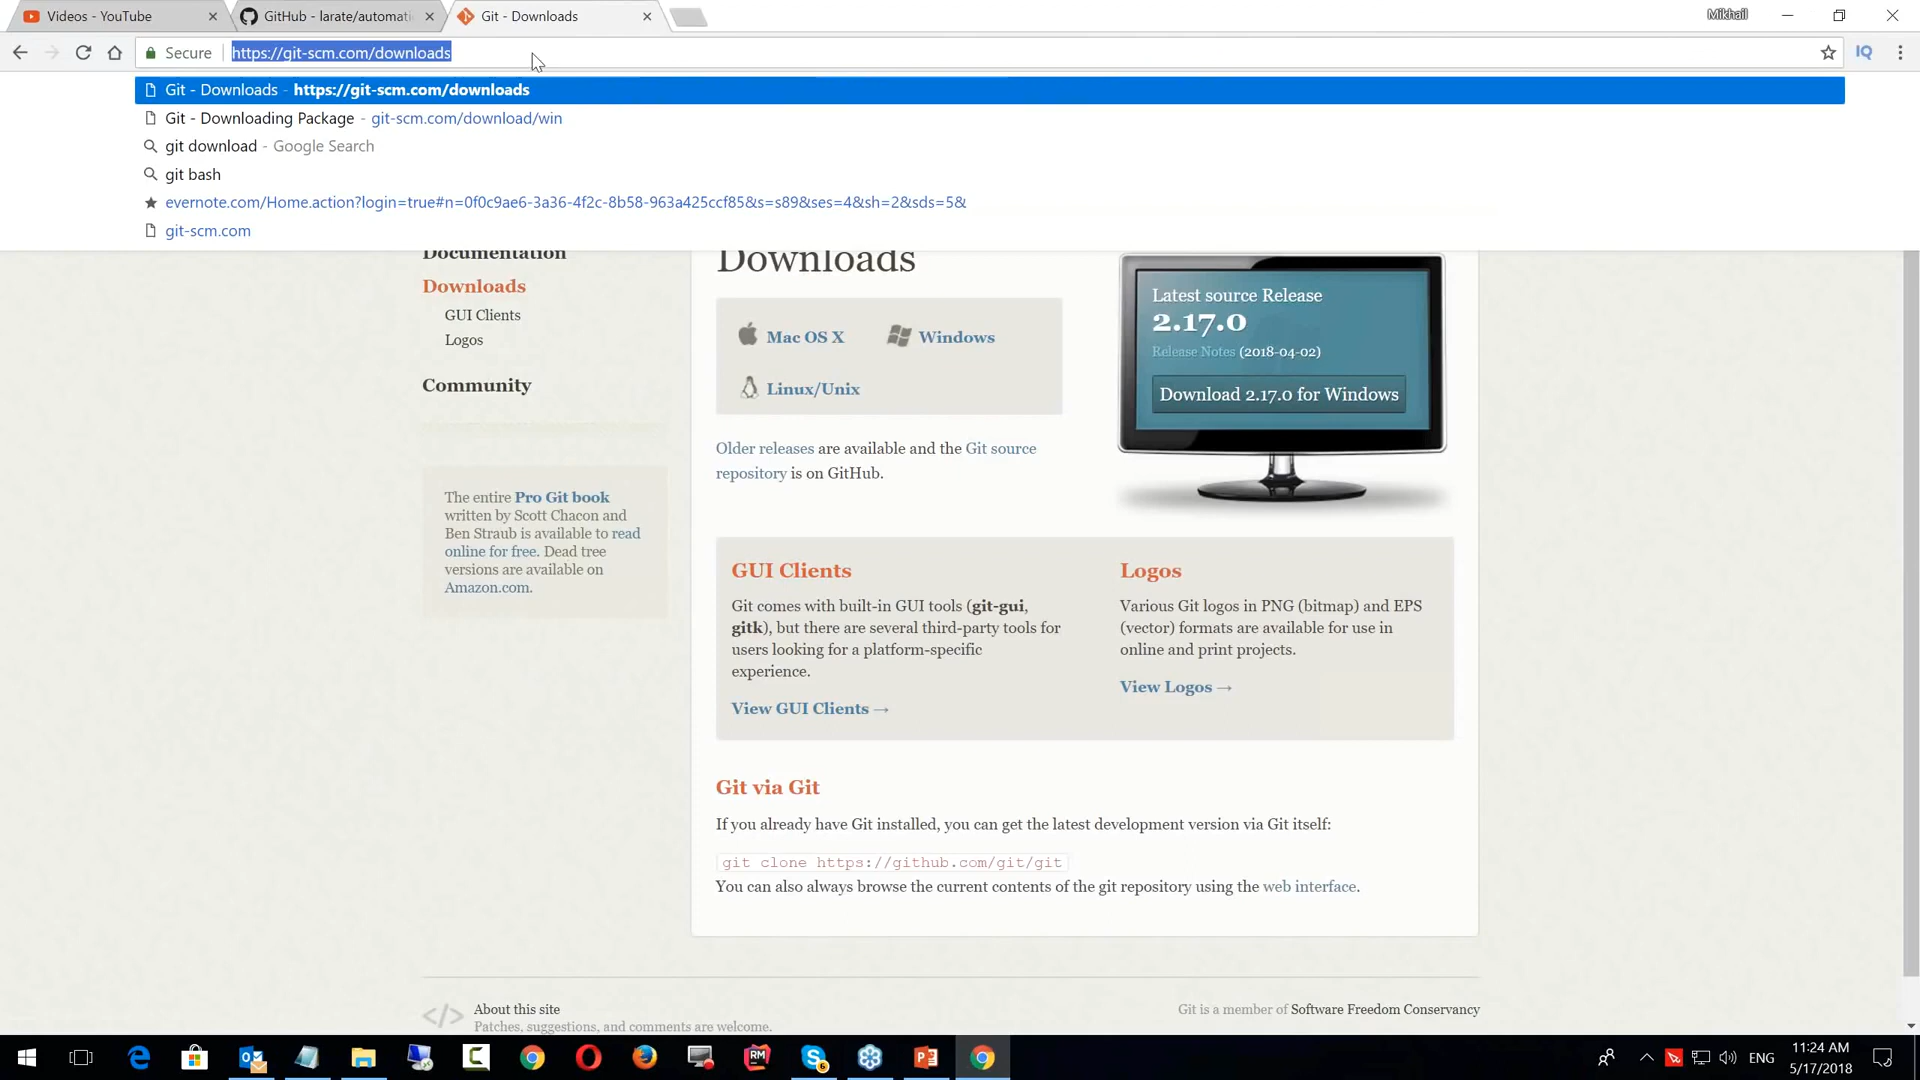 Videos - YouTube
GitHub - larate/automatic
Git - Downloads
Mikhail
Secure
https://git-scm.com/downloads
Git - Downloads - https://git-scm.com/downloads
Git - Downloading Package - git-scm.com/download/win
git download - Google Search
git bash
evernote.com/Home.action?login=true#n=0f0c9ae6-3a36-4f2c-8b58-963a425ccf85&s=s89&ses=4&sh=2&sds=5&
git-scm.com
Documentation
Downloads
GUI Clients
Logos
Community
The entire Pro Git book
written by Scott Chacon and
Ben Straub is available to read
online for free. Dead tree
versions are available on
Amazon.com.
Downloads
Mac OS X
Windows
Linux/Unix
Older releases are available and the Git source
repository is on GitHub.
Latest source Release
2.17.0
Release Notes (2018-04-02)
Download 2.17.0 for Windows
GUI Clients
Git comes with built-in GUI tools (git-gui,
gitk), but there are several third-party tools for
users looking for a platform-specific
experience.
View GUI Clients →
Logos
Various Git logos in PNG (bitmap) and EPS
(vector) formats are available for use in
online and print projects.
View Logos →
Git via Git
If you already have Git installed, you can get the latest development version via Git itself:
git clone https://github.com/git/git
You can also always browse the current contents of the git repository using the web interface.
</> About this site
Patches, suggestions, and comments are welcome.
Git is a member of Software Freedom Conservancy
ENG
11:24 AM
5/17/2018